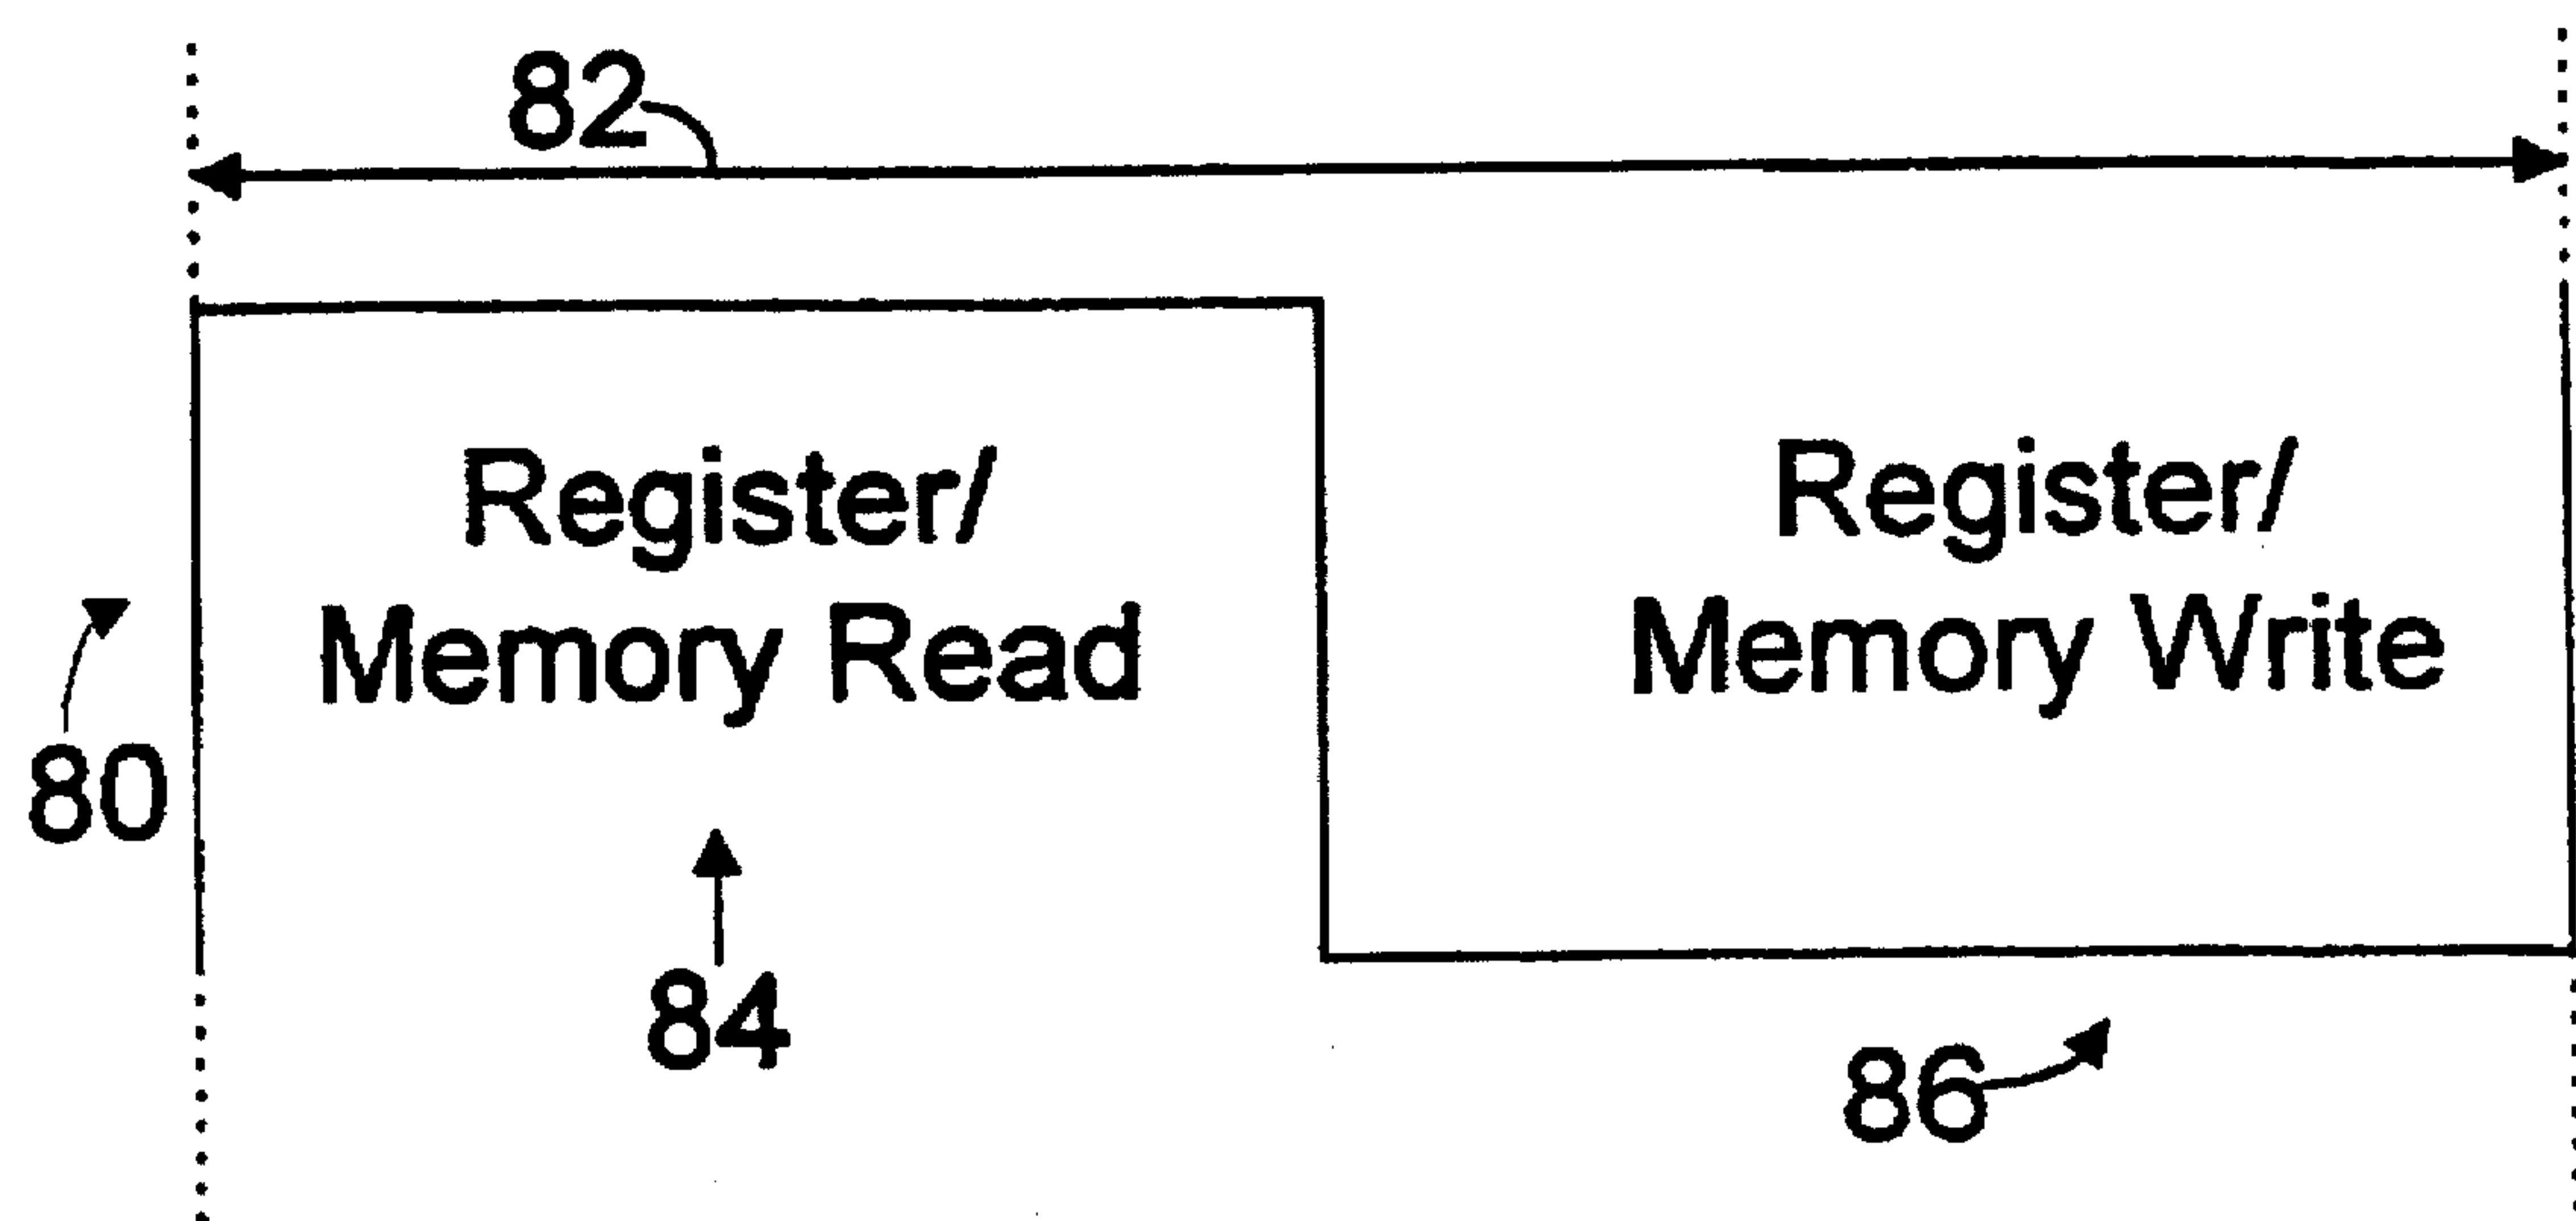 82
Register/
Memory Read
Register/
Memory Write
80
84
86